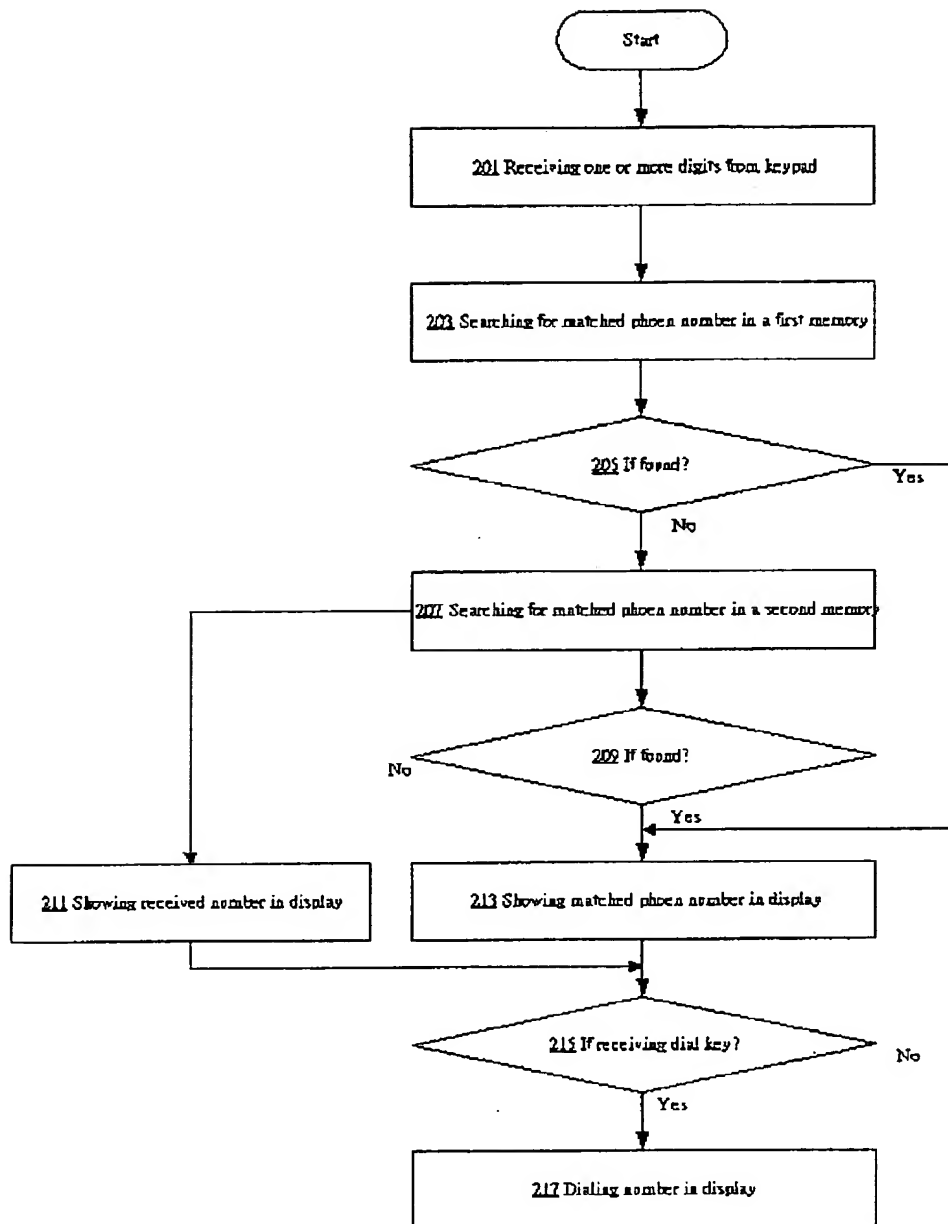 Start
201 Receiving one or more digits from keypad
203 Searching for matched phoen number in a first memory
205 If found?
Yes
No
207 Searching for matched phoen number in a second memory
209 If found?
No
Yes
211 Showing received number in display
213 Showing matched phoen number in display
215 If receiving dial key?
No
Yes
217 Dialing number in display